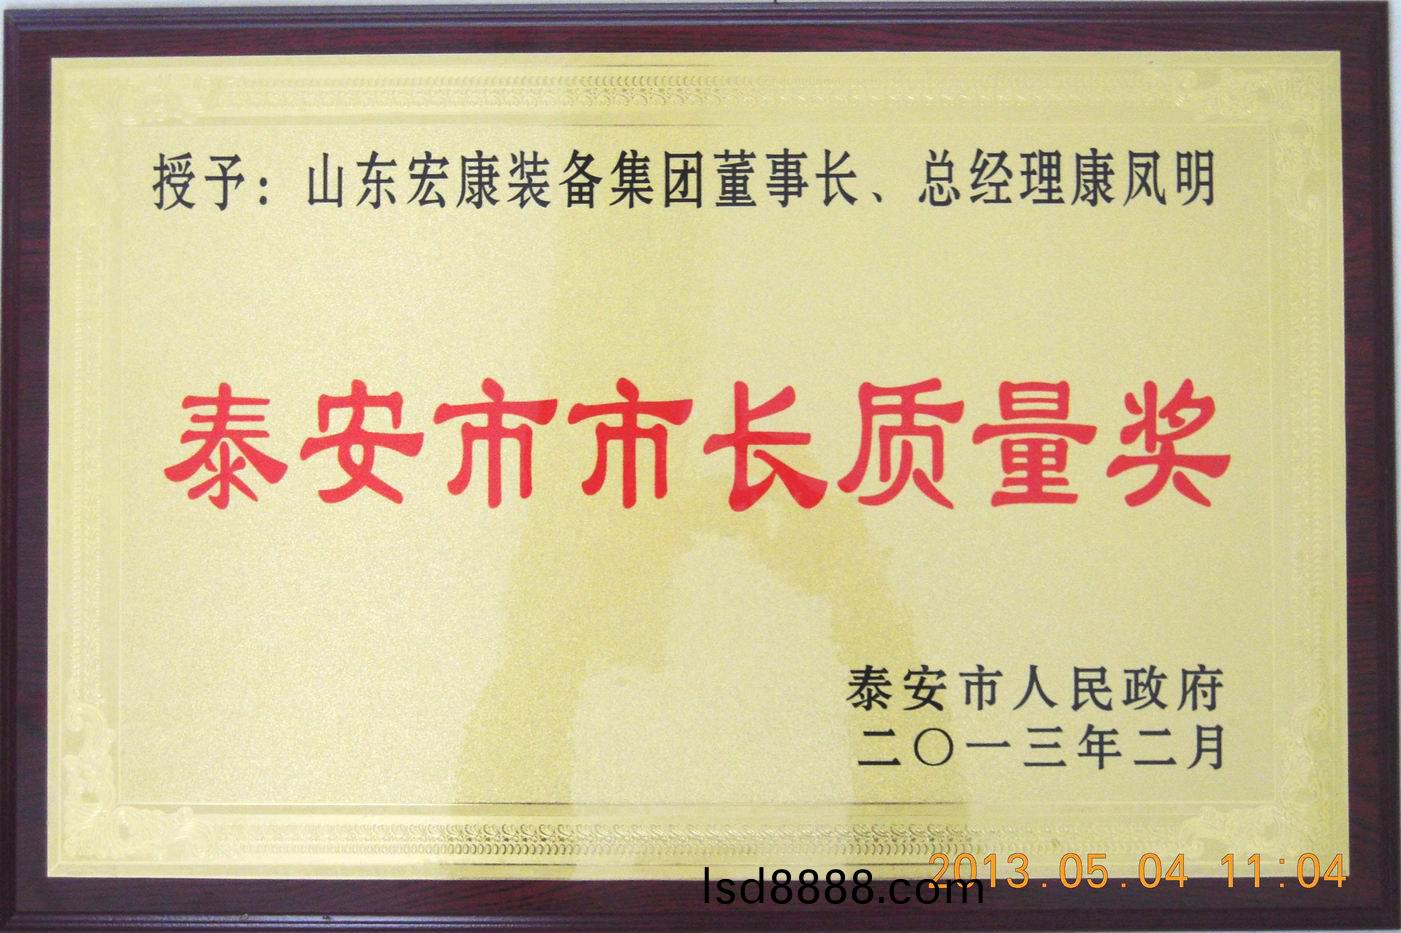 授予：山东宏康装备集团董事长、总经理康凤明
泰安市市长质量奖
泰安市人民政府
二〇一三年二月
2013.05.04 11:04
lsd8888.com